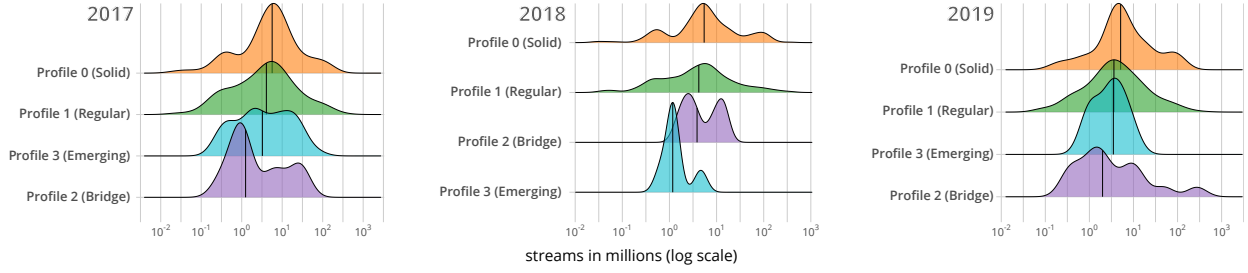 2017
Profile 0 (Solid)
Profile 1 (Regular)
Profile 3 (Emerging)
Profile 2 (Bridge)
10-2 10-1 100 101 102 103
2018
Profile 0 (Solid)
Profile 1 (Regular)
Profile 2 (Bridge)
Profile 3 (Emerging)
10-2 10-1 100 101 102 103
streams in millions (log scale)
2019
Profile 0 (Solid)
Profile 1 (Regular)
Profile 3 (Emerging)
Profile 2 (Bridge)
10-2 10-1 100 101 102 103